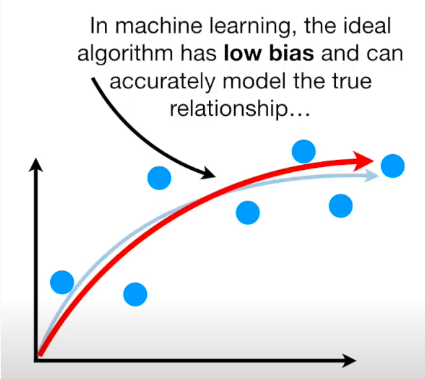 In machine learning, the ideal
algorithm has low bias and can
accurately model the true
relationship...